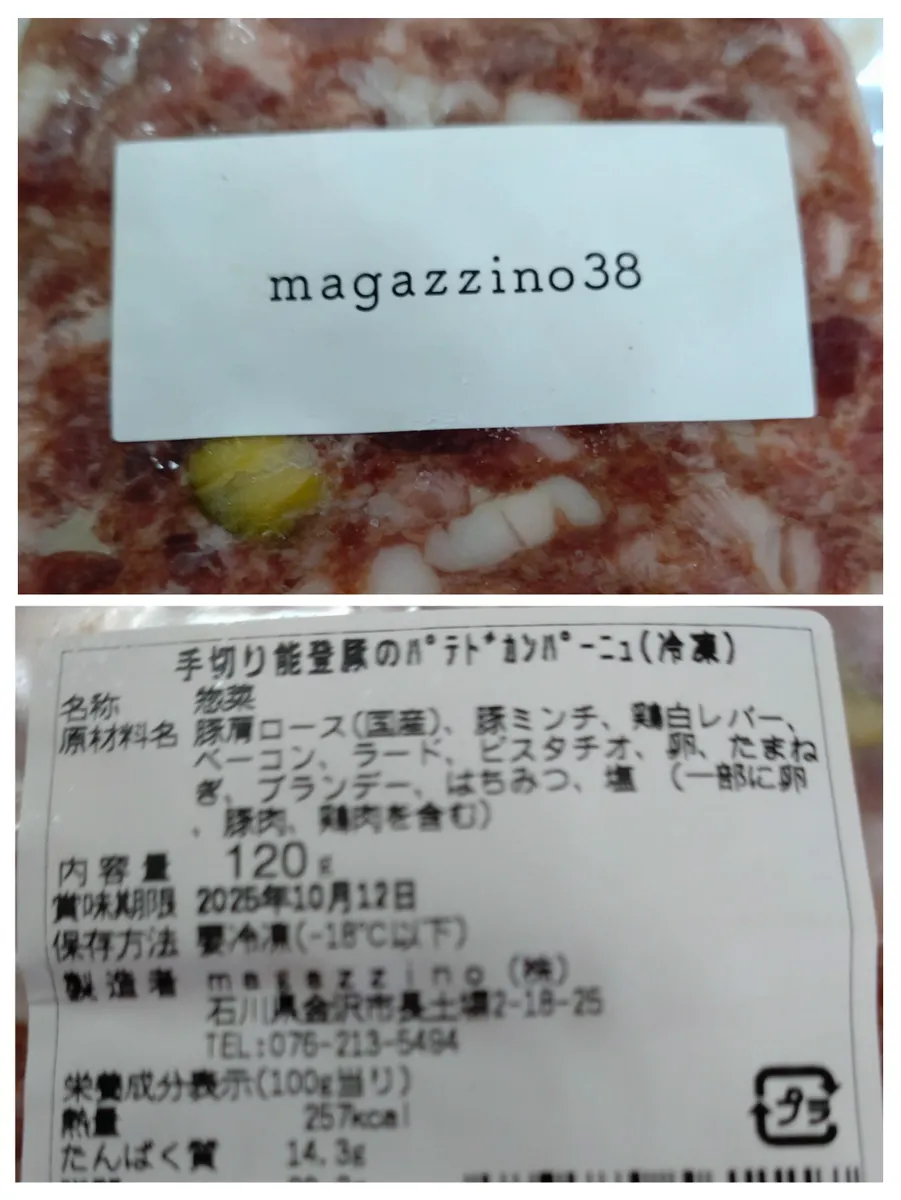 magazzino38
手切り能登豚のパテドカンパーニュ(冷凍)
名称 惣菜
原材料名 豚肩ロース(国産)、豚ミンチ、鶏白レバー、
ベーコン、ラード、ピスタチオ、卵、たまね
ぎ、ブランデー、はちみつ、塩 (一部に卵
、豚肉、鶏肉を含む)
内容量 120g
賞味期限 2025年10月12日
保存方法 要冷凍(-18℃以下)
製造者 magazzino(株)
石川県金沢市長土塀2-18-25
TEL:076-213-5494
栄養成分表示(100g当り)
熱量 257kcal
たんぱく質 14.3g
プラ